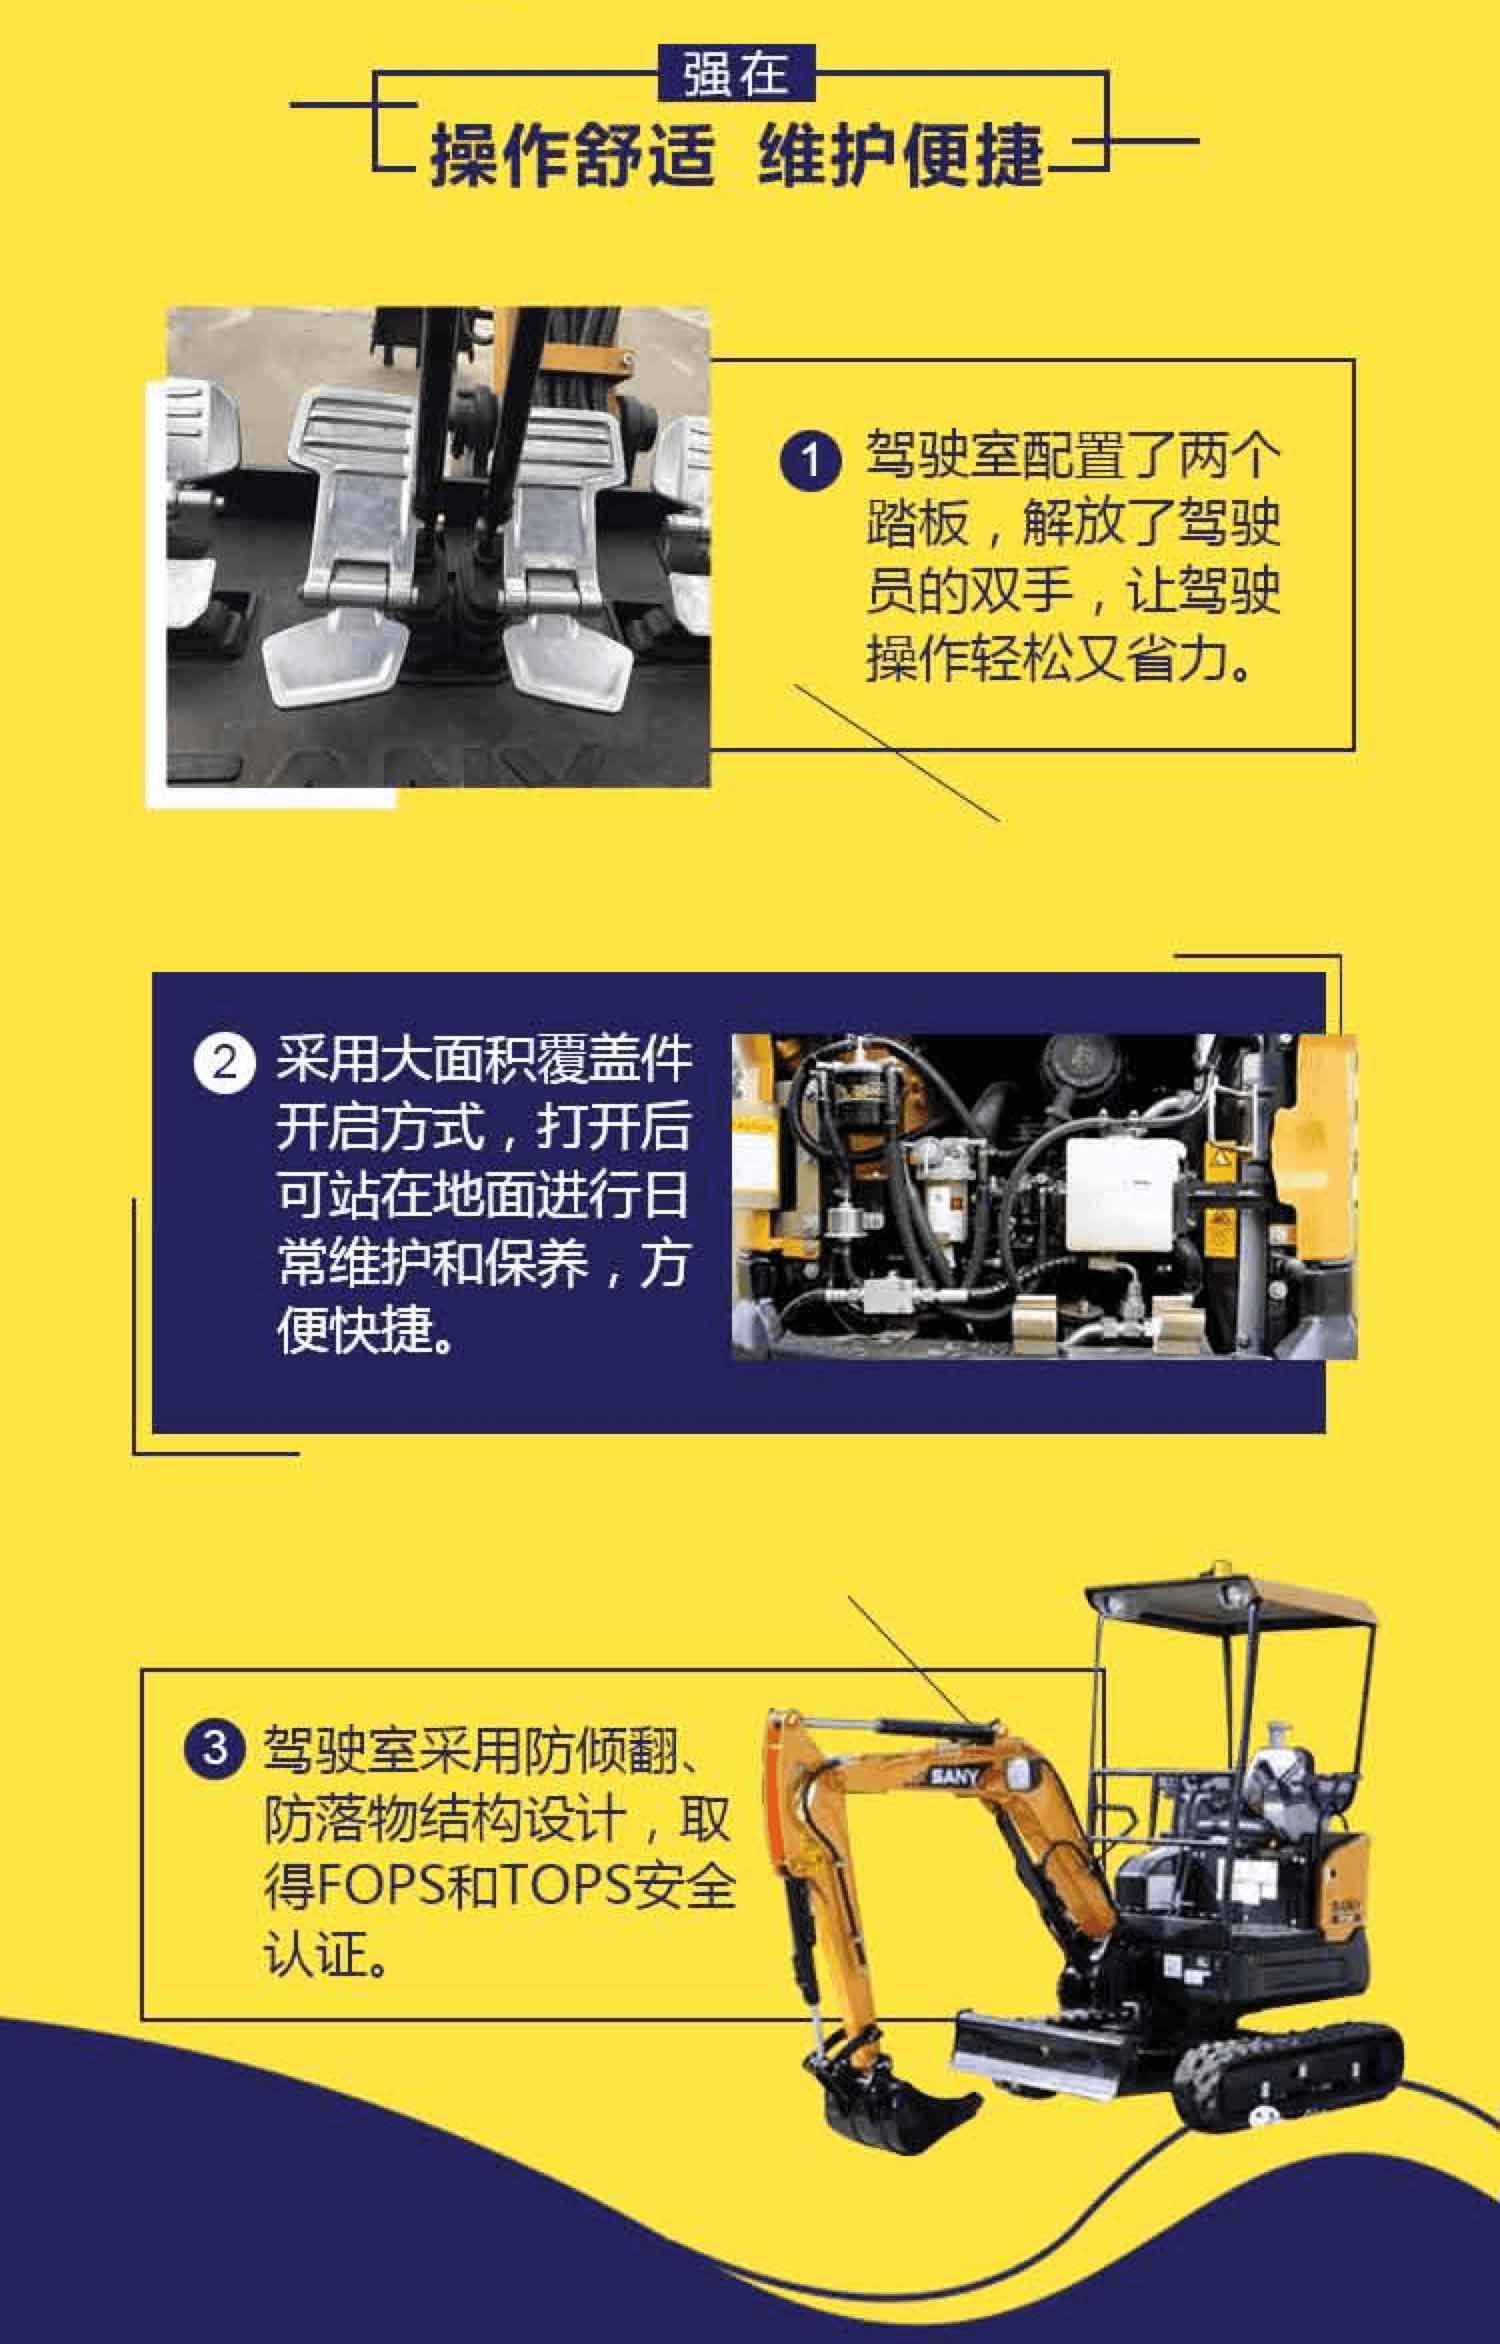 强在
操作舒适 维护便捷
1 驾驶室配置了两个
踏板，解放了驾驶
员的双手，让驾驶
操作轻松又省力。
2 采用大面积覆盖件
开启方式，打开后
可站在地面进行日
常维护和保养，方
便快捷。
3 驾驶室采用防倾翻、
防落物结构设计，取
得FOPS和TOPS安全
认证。
SANY